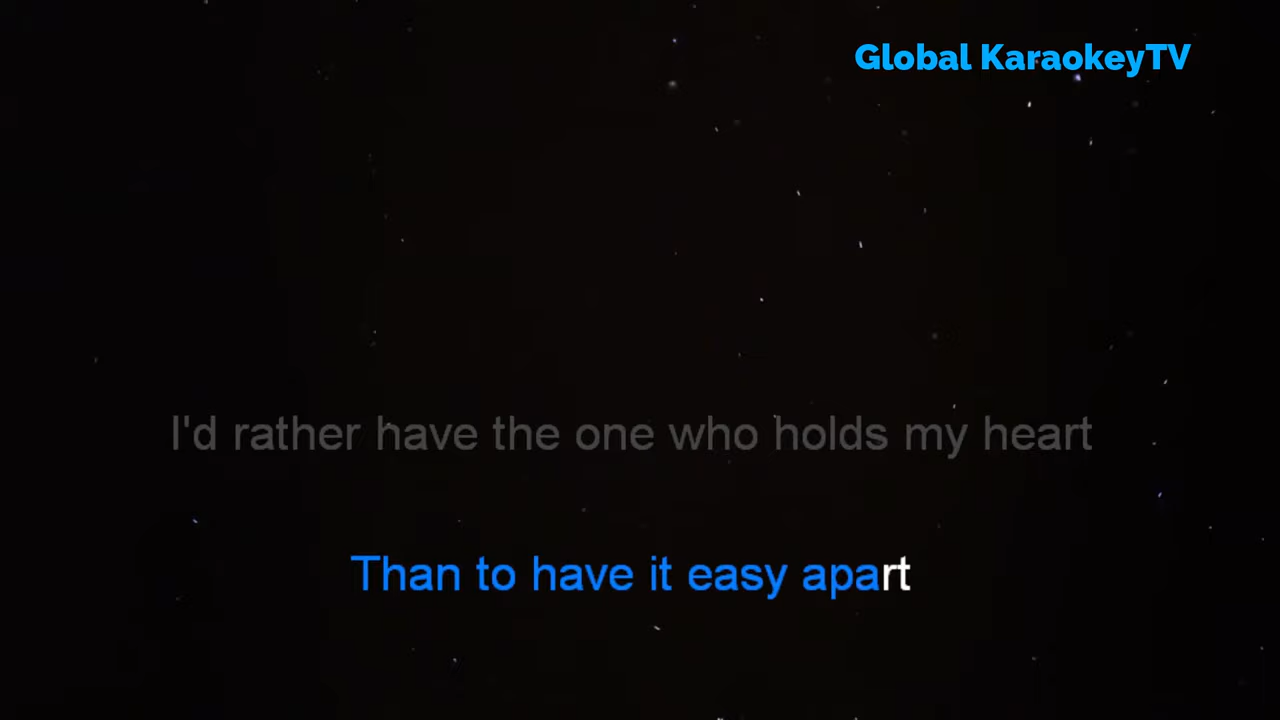 Global KaraokeyTV
I'd rather have the one who holds my heart
Than to have it easy apart